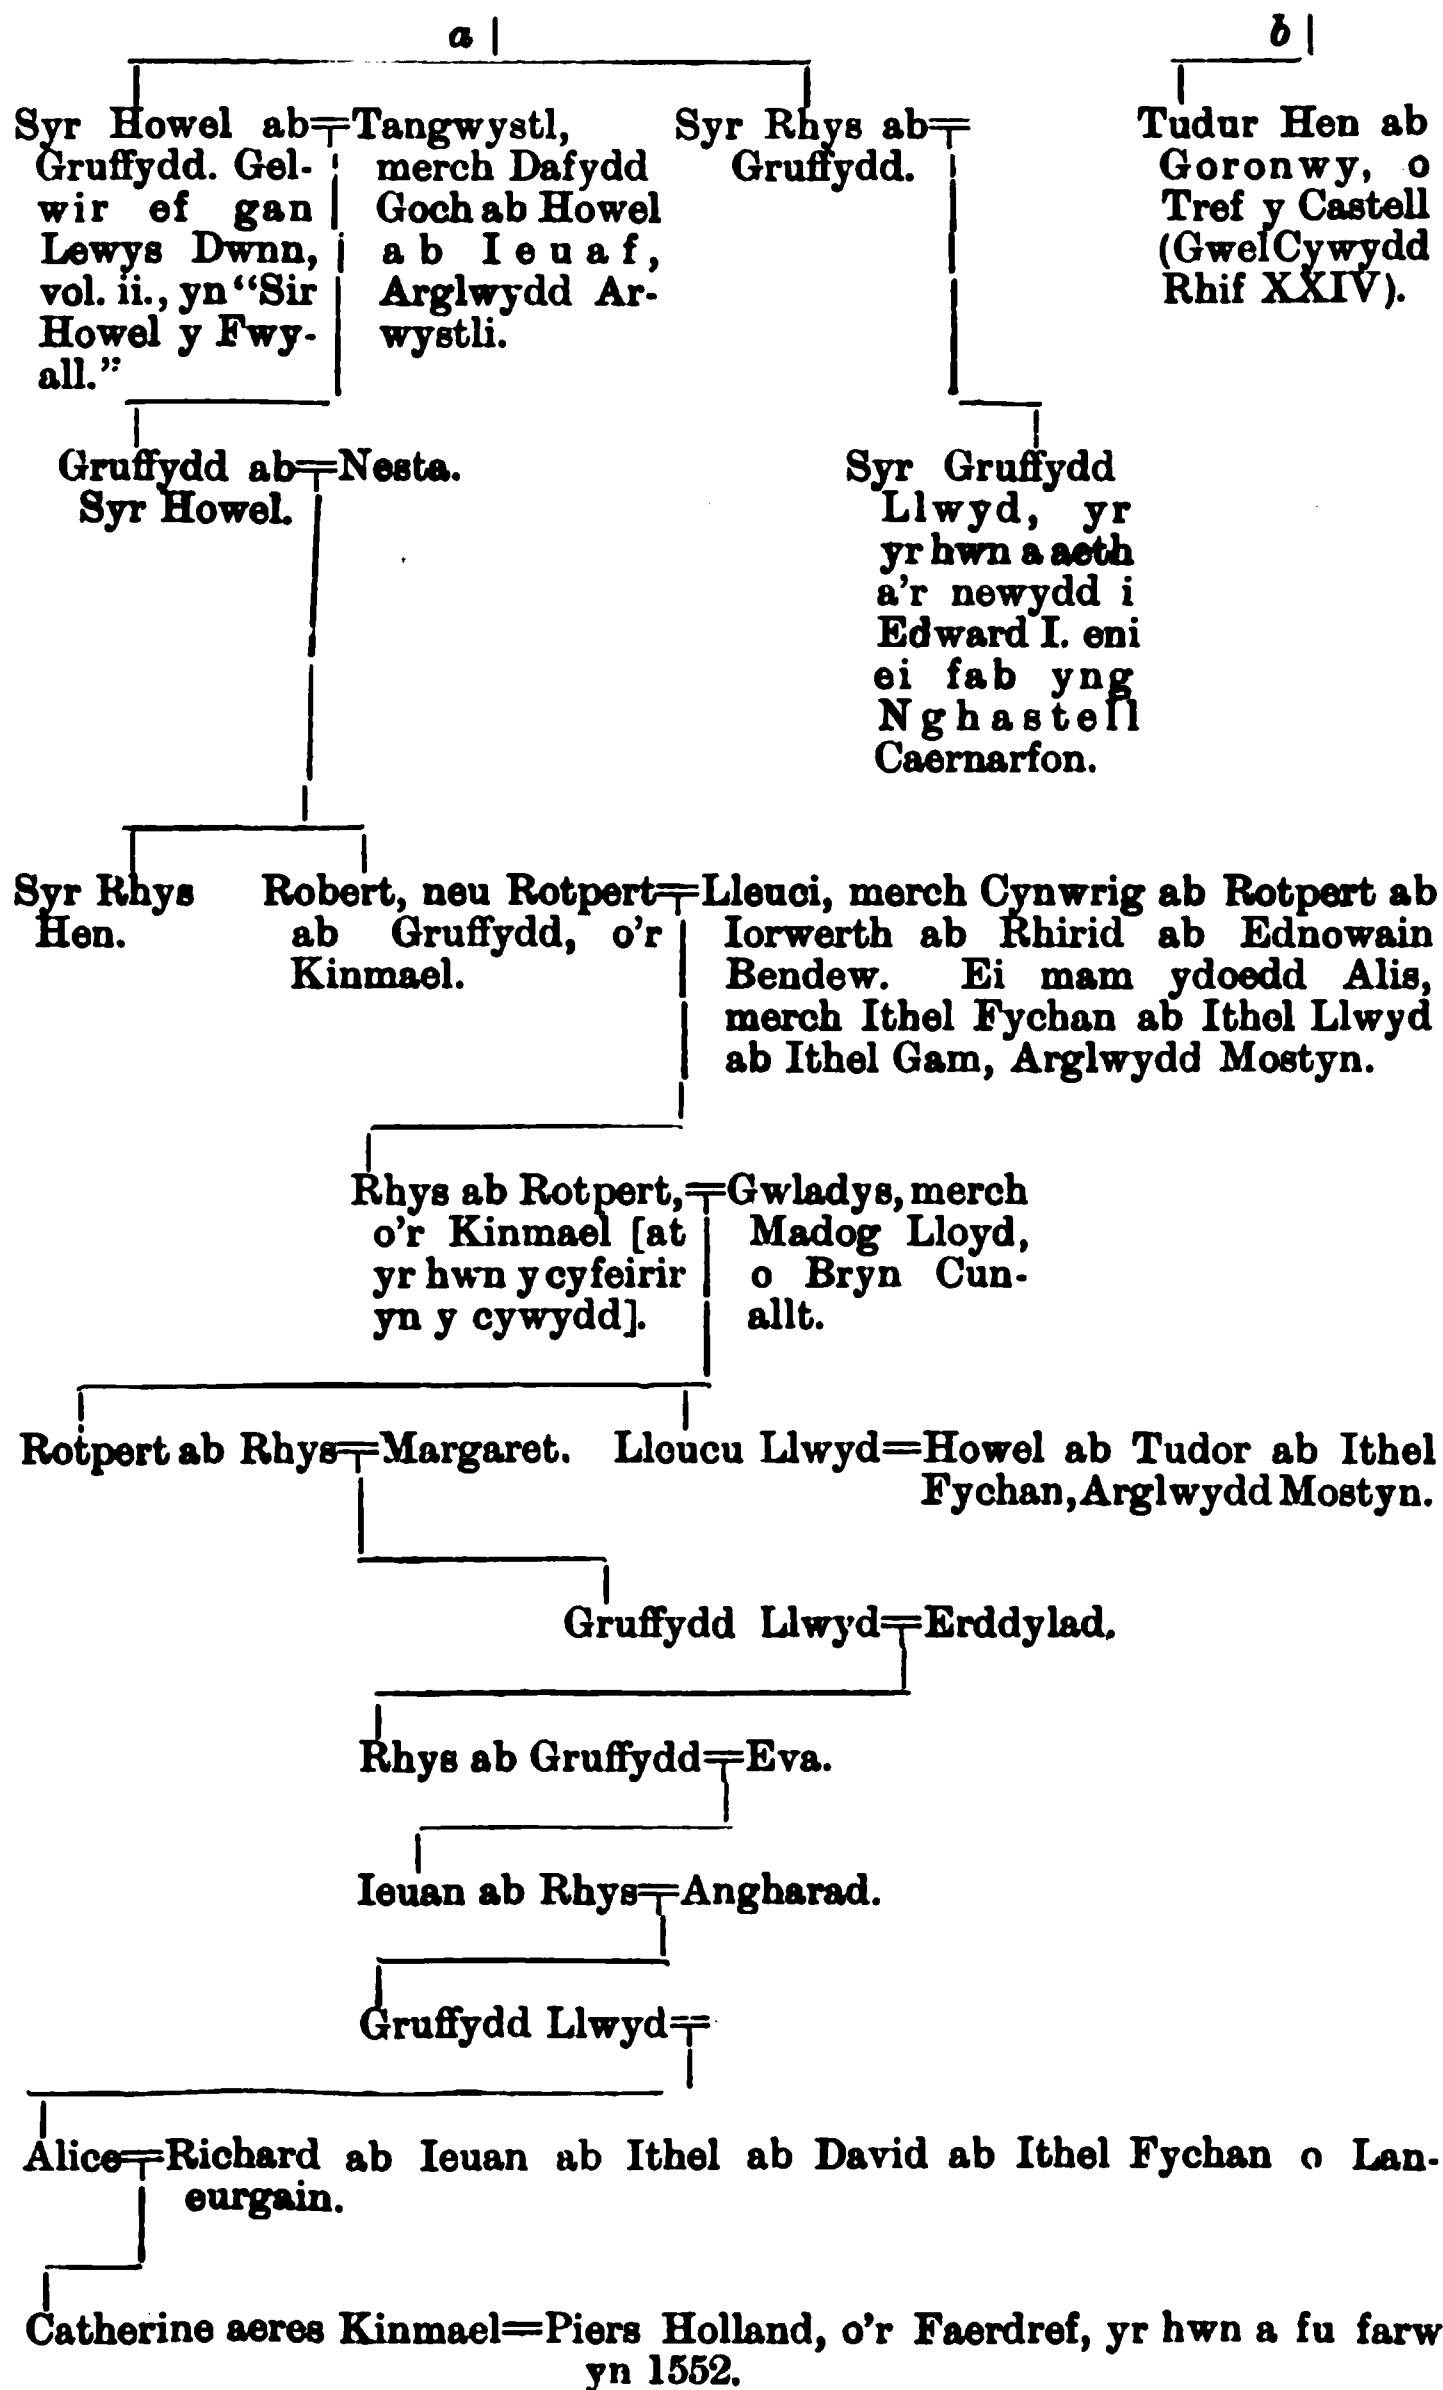 a
b
Syr Howel ab
Gruffydd. Gel-
wir ef gan
Lewys Dwnn,
vol. ii., yn "Sir
Howel y Fwy-
all."
Tangwystl,
merch Dafydd
Goch ab Howel
ab Ieuaf,
Arglwydd Ar-
wystli.
Syr Rhys ab
Gruffydd.
Tudur Hen ab
Goronwy, o
Tref y Castell
(Gwel Cywydd
Rhif XXIV).
Gruffydd ab
Syr Howel.
Nesta.
Syr Gruffydd
Llwyd, yr
yr hwn a aeth
a'r newydd i
Edward I. eni
ei fab yng
Nghastell
Caernarfon.
Syr Rhys
Hen.
Robert, neu Rotpert
ab Gruffydd, o'r
Kinmael.
Lleuci, merch Cynwrig ab Rotpert ab
Iorwerth ab Rhirid ab Ednowain
Bendew. Ei mam ydoedd Alis,
merch Ithel Fychan ab Ithel Llwyd
ab Ithel Gam, Arglwydd Mostyn.
Rhys ab Rotpert,
o'r Kinmael [at
yr hwn y cyfeirir
yn y cywydd].
Gwladys, merch
Madog Lloyd,
o Bryn Cun-
allt.
Rotpert ab Rhys=Margaret.
Lleucu Llwyd=Howel ab Tudor ab Ithel
Fychan, Arglwydd Mostyn.
Gruffydd Llwyd=Erddylad.
Rhys ab Gruffydd=Eva.
Ieuan ab Rhys=Angharad.
Gruffydd Llwyd=
Alice=Richard ab Ieuan ab Ithel ab David ab Ithel Fychan o Lan-
eurgain.
Catherine aeres Kinmael=Piers Holland, o'r Faerdref, yr hwn a fu farw
yn 1552.